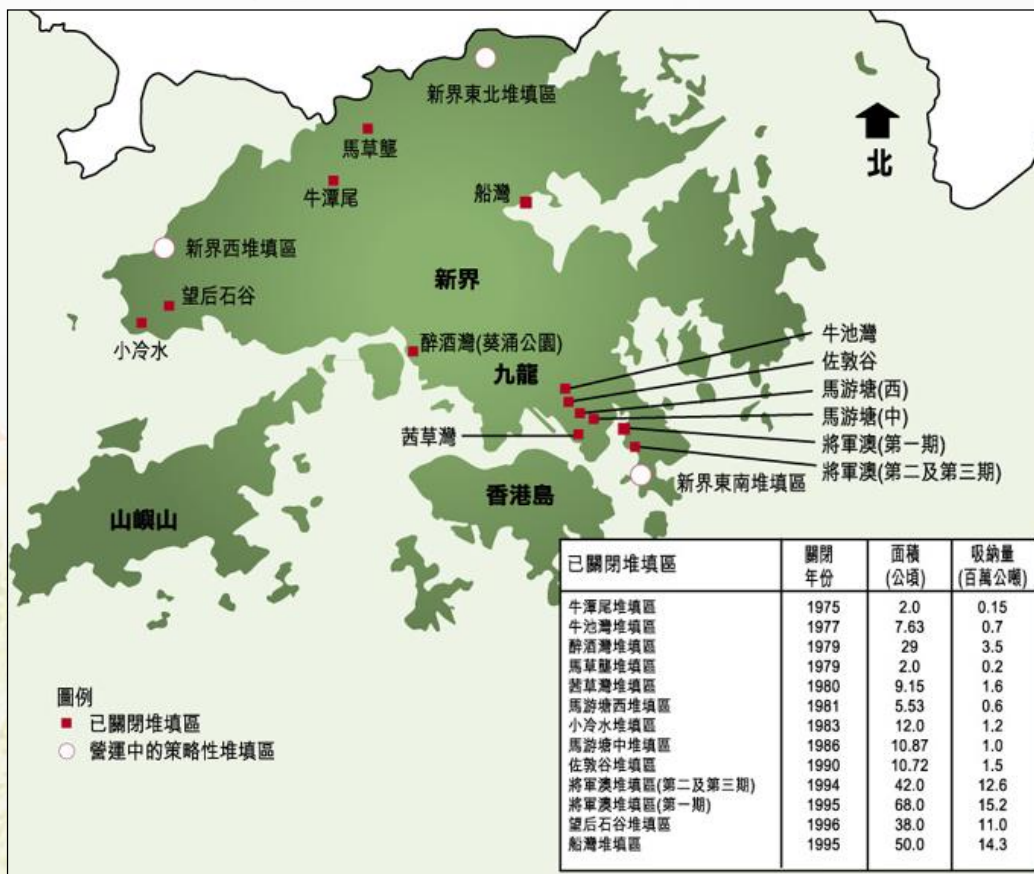 新界東北堆填區
馬草壟
牛潭尾
船灣
北
新界西堆填區
新界
望后石谷
小冷水
醉酒灣(葵涌公園)
九龍
牛池灣
佐敦谷
馬游塘(西)
馬游塘(中)
茜草灣
將軍澳(第一期)
將軍澳(第二及第三期)
新界東南堆填區
香港島
山嶼山
已關閉堆填區 關閉年份 面積(公頃) 吸納量(百萬公噸)
牛潭尾堆填區 1975 2.0 0.15
牛池灣堆填區 1977 7.63 0.7
醉酒灣堆填區 1979 29 3.5
馬草壟堆填區 1979 2.0 0.2
茜草灣堆填區 1980 9.15 1.6
馬游塘西堆填區 1981 5.53 0.6
小冷水堆填區 1983 12.0 1.2
馬游塘中堆填區 1986 10.87 1.0
佐敦谷堆填區 1990 10.72 1.5
將軍澳堆填區(第二及第三期) 1994 42.0 12.6
將軍澳堆填區(第一期) 1995 68.0 15.2
望后石谷堆填區 1996 38.0 11.0
船灣堆填區 1995 50.0 14.3
圖例
已關閉堆填區
營運中的策略性堆填區